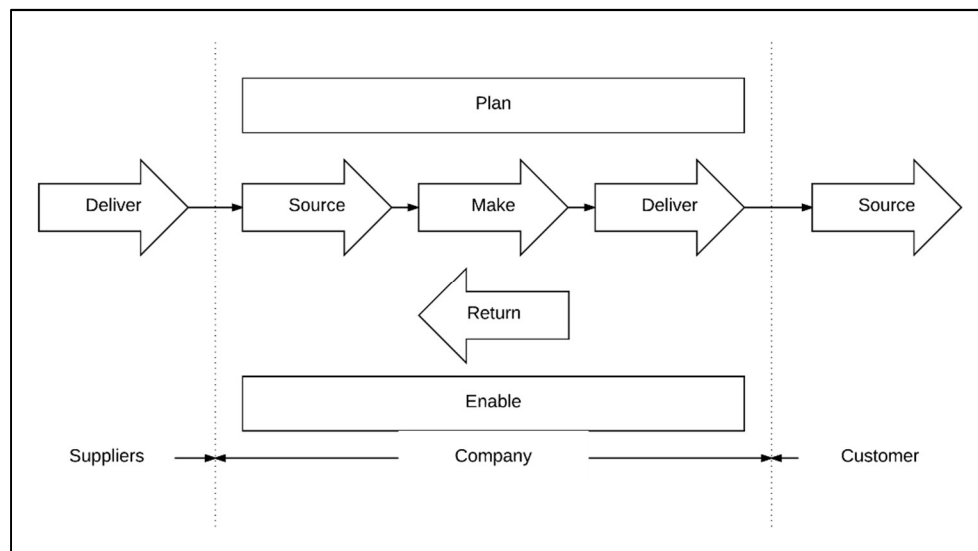 Plan
Deliver
Source
Make
Deliver
Source
Return
Enable
Suppliers
Company
Customer